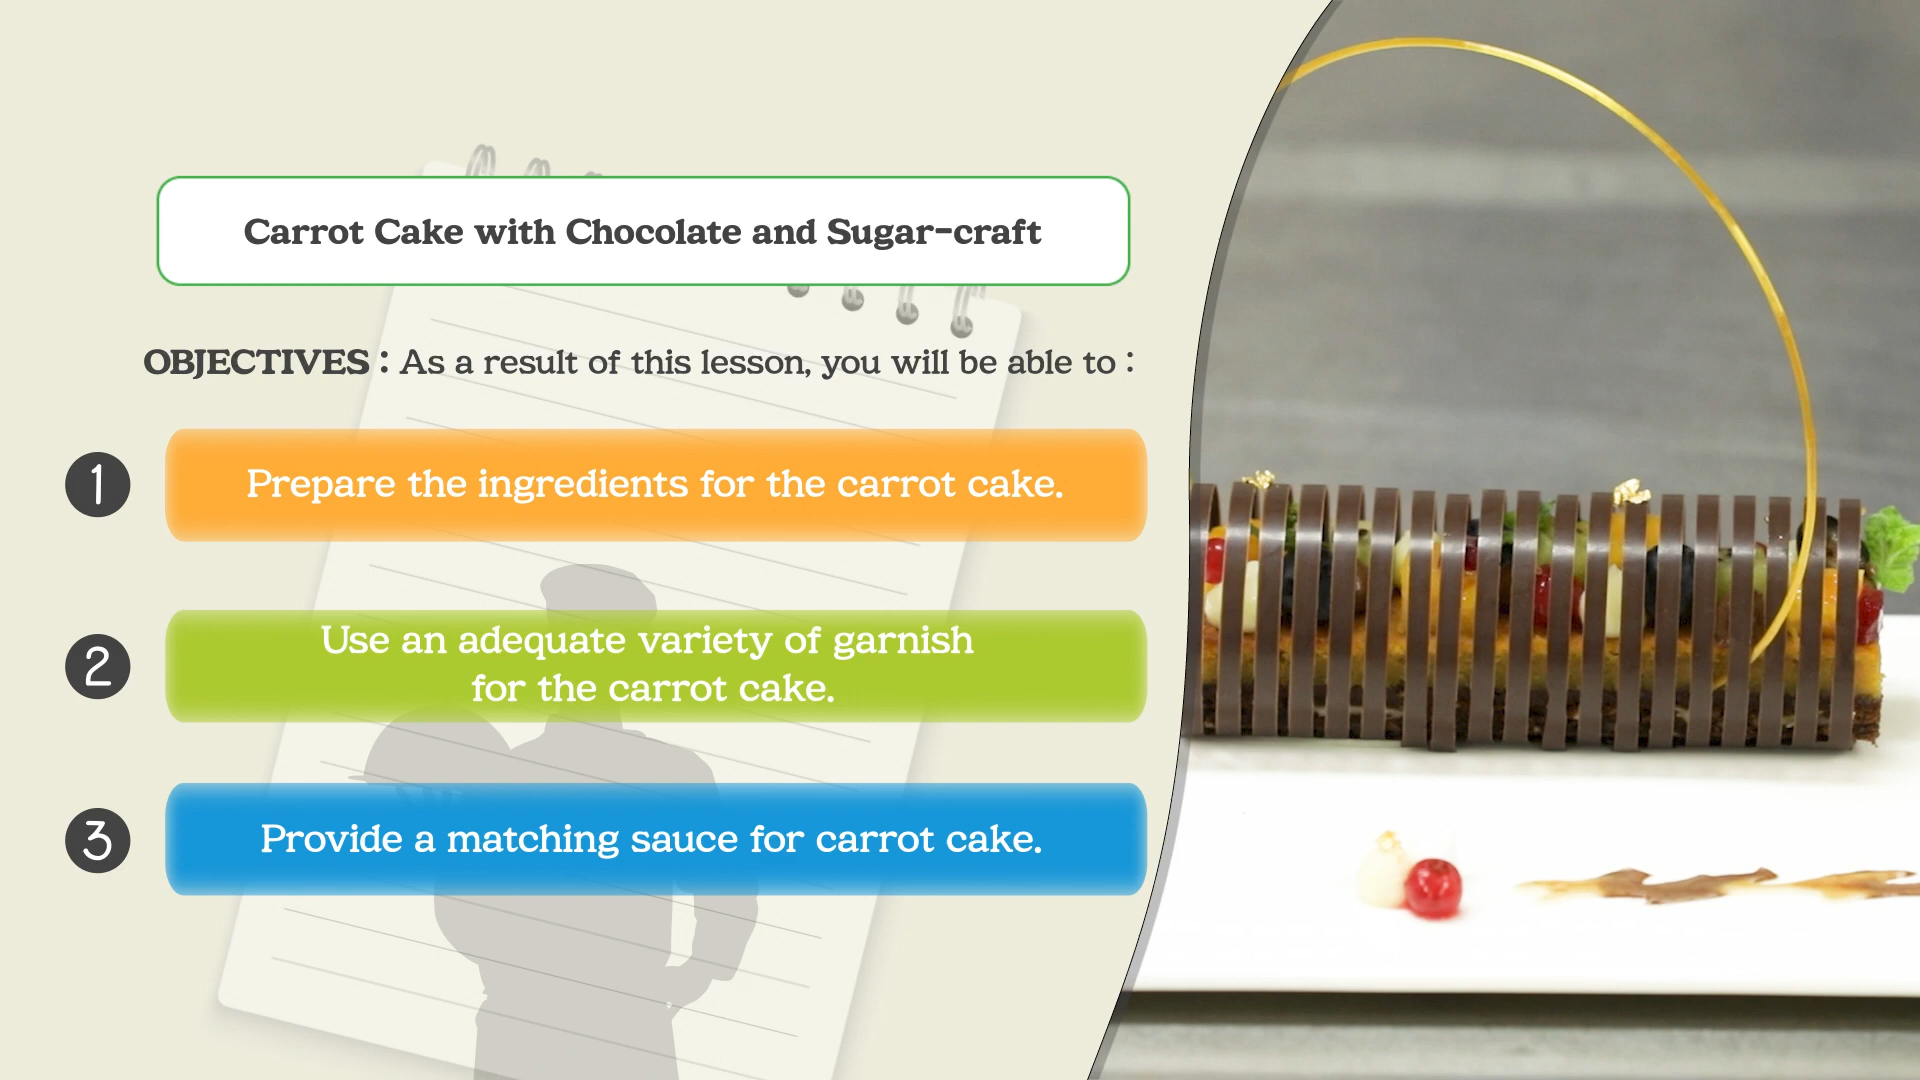 Carrot Cake with Chocolate and Sugar-craft
OBJECTIVES : As a result of this lesson, you will be able to :
1 Prepare the ingredients for the carrot cake.
2 Use an adequate variety of garnish
for the carrot cake.
3 Provide a matching sauce for carrot cake.